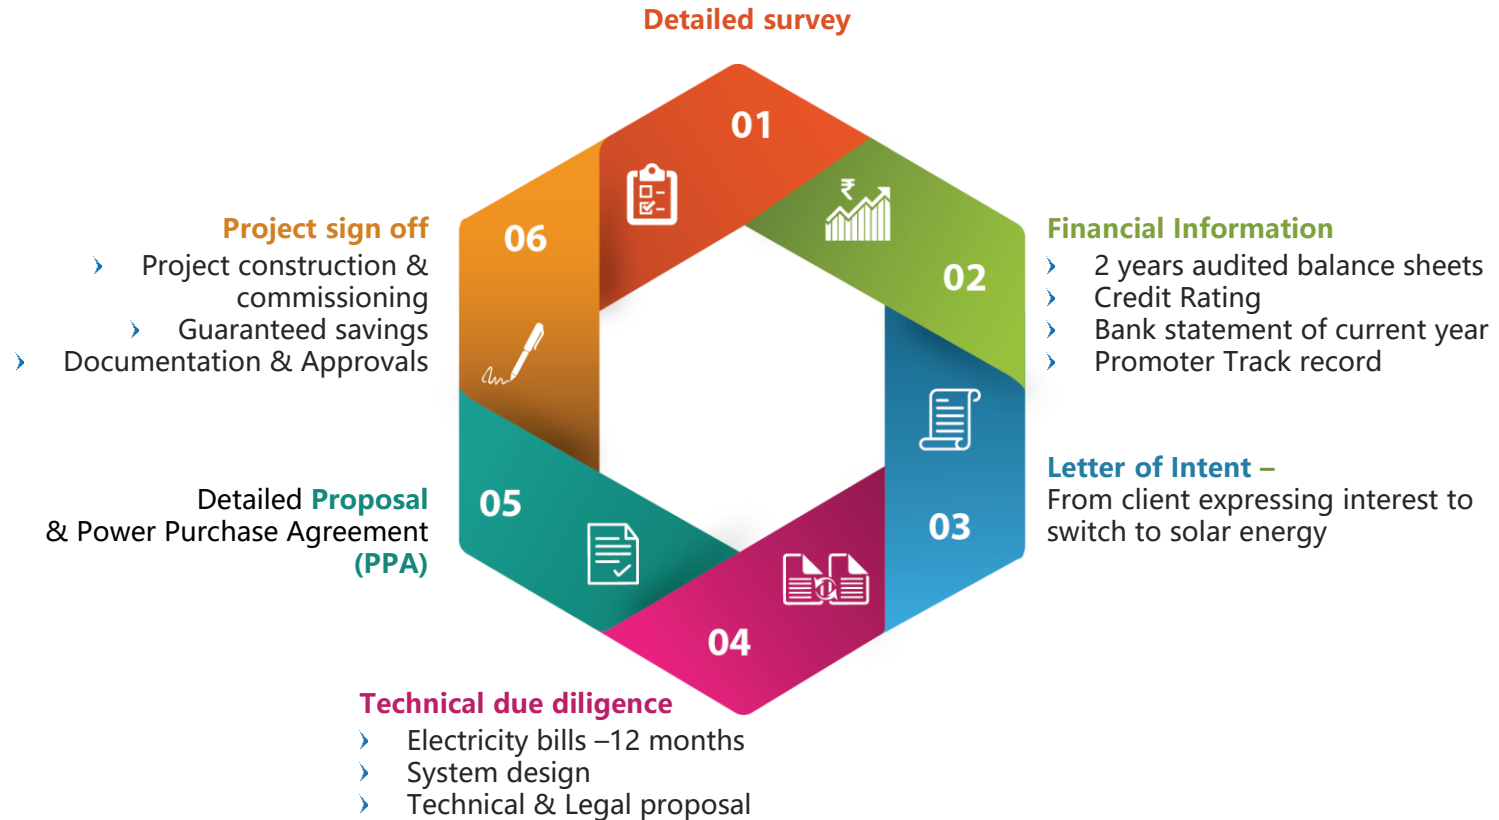 Detailed survey
01
Financial Information
2 years audited balance sheets
Credit Rating
Bank statement of current year
Promoter Track record
02
₹
Letter of Intent –
From client expressing interest to
switch to solar energy
03
04
Technical due diligence
Electricity bills –12 months
System design
Technical & Legal proposal
05
Detailed Proposal
& Power Purchase Agreement
(PPA)
06
Project sign off
Project construction &
commissioning
Guaranteed savings
Documentation & Approvals